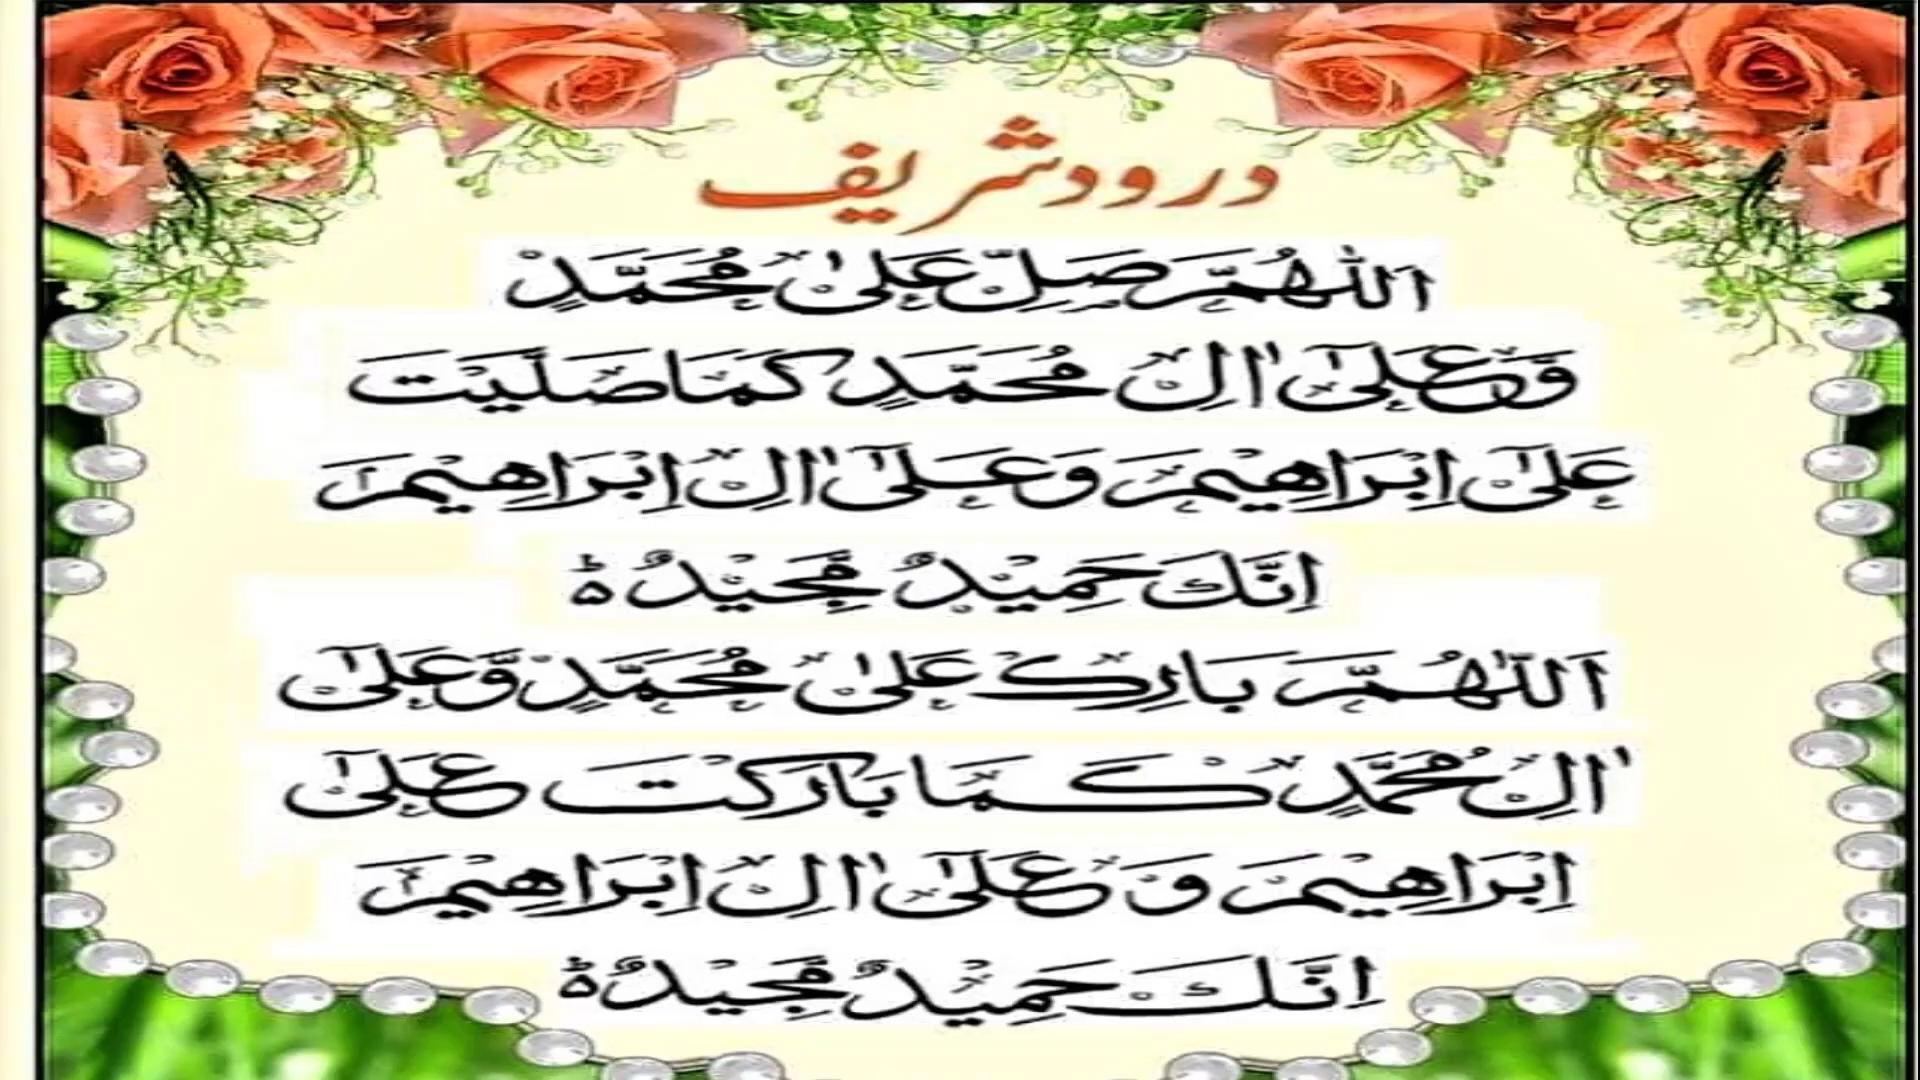 درود شریف
اَللّٰهُمَّ صَلِّ عَلٰی مُحَمَّدٍ
وَّعَلٰۤی اٰلِ مُحَمَّدٍ کَمَا صَلَّیْتَ
عَلٰۤی اِبْرَاهِیْمَ وَعَلٰۤی اٰلِ اِبْرَاهِیْمَ
اِنَّکَ حَمِیْدٌ مَّجِیْدٌ ؕ
اَللّٰهُمَّ بَارِکْ عَلٰی مُحَمَّدٍ وَّعَلٰۤی
اٰلِ مُحَمَّدٍ کَمَا بَارَکْتَ عَلٰۤی
اِبْرَاهِیْمَ وَعَلٰۤی اٰلِ اِبْرَاهِیْمَ
اِنَّکَ حَمِیْدٌ مَّجِیْدٌ ؕ